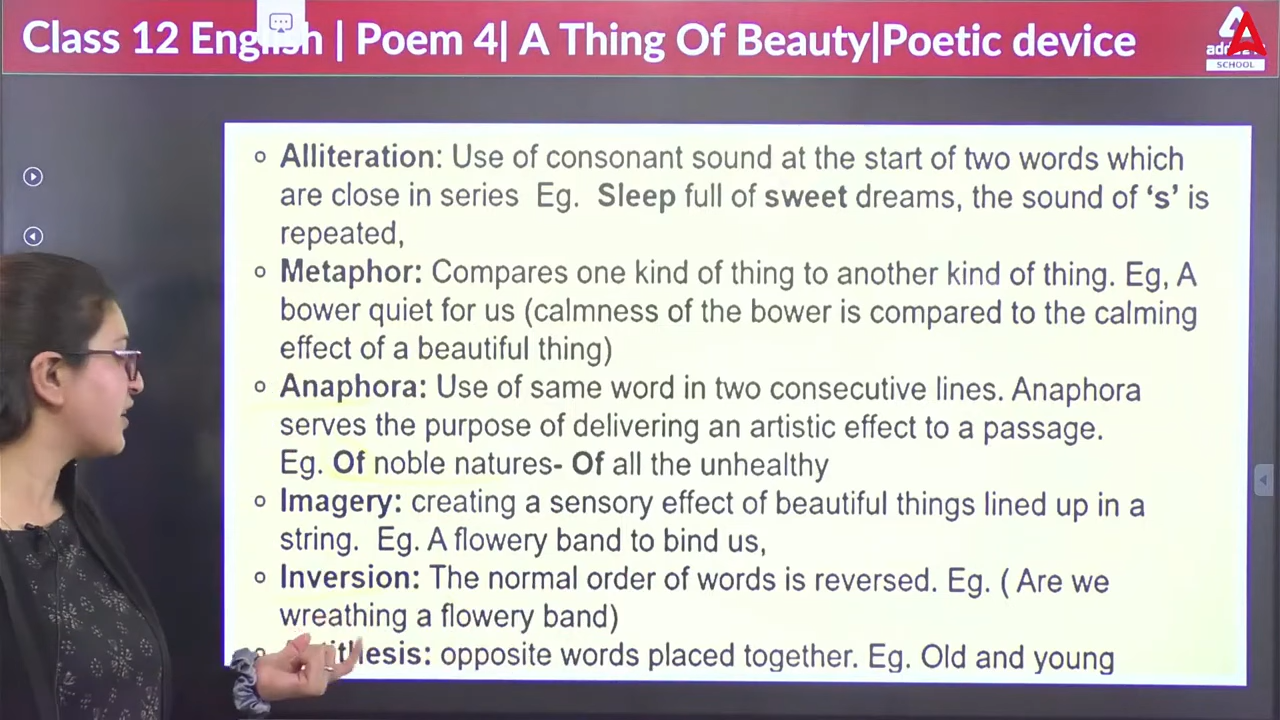 Class 12 English | Poem 4| A Thing Of Beauty|Poetic device
SCHOOL
Alliteration: Use of consonant sound at the start of two words which
are close in series Eg. Sleep full of sweet dreams, the sound of ‘s’ is
repeated,
Metaphor: Compares one kind of thing to another kind of thing. Eg, A
bower quiet for us (calmness of the bower is compared to the calming
effect of a beautiful thing)
Anaphora: Use of same word in two consecutive lines. Anaphora
serves the purpose of delivering an artistic effect to a passage.
Eg. Of noble natures- Of all the unhealthy
Imagery: creating a sensory effect of beautiful things lined up in a
string. Eg. A flowery band to bind us,
Inversion: The normal order of words is reversed. Eg. ( Are we
wreathing a flowery band)
opposite words placed together. Eg. Old and young